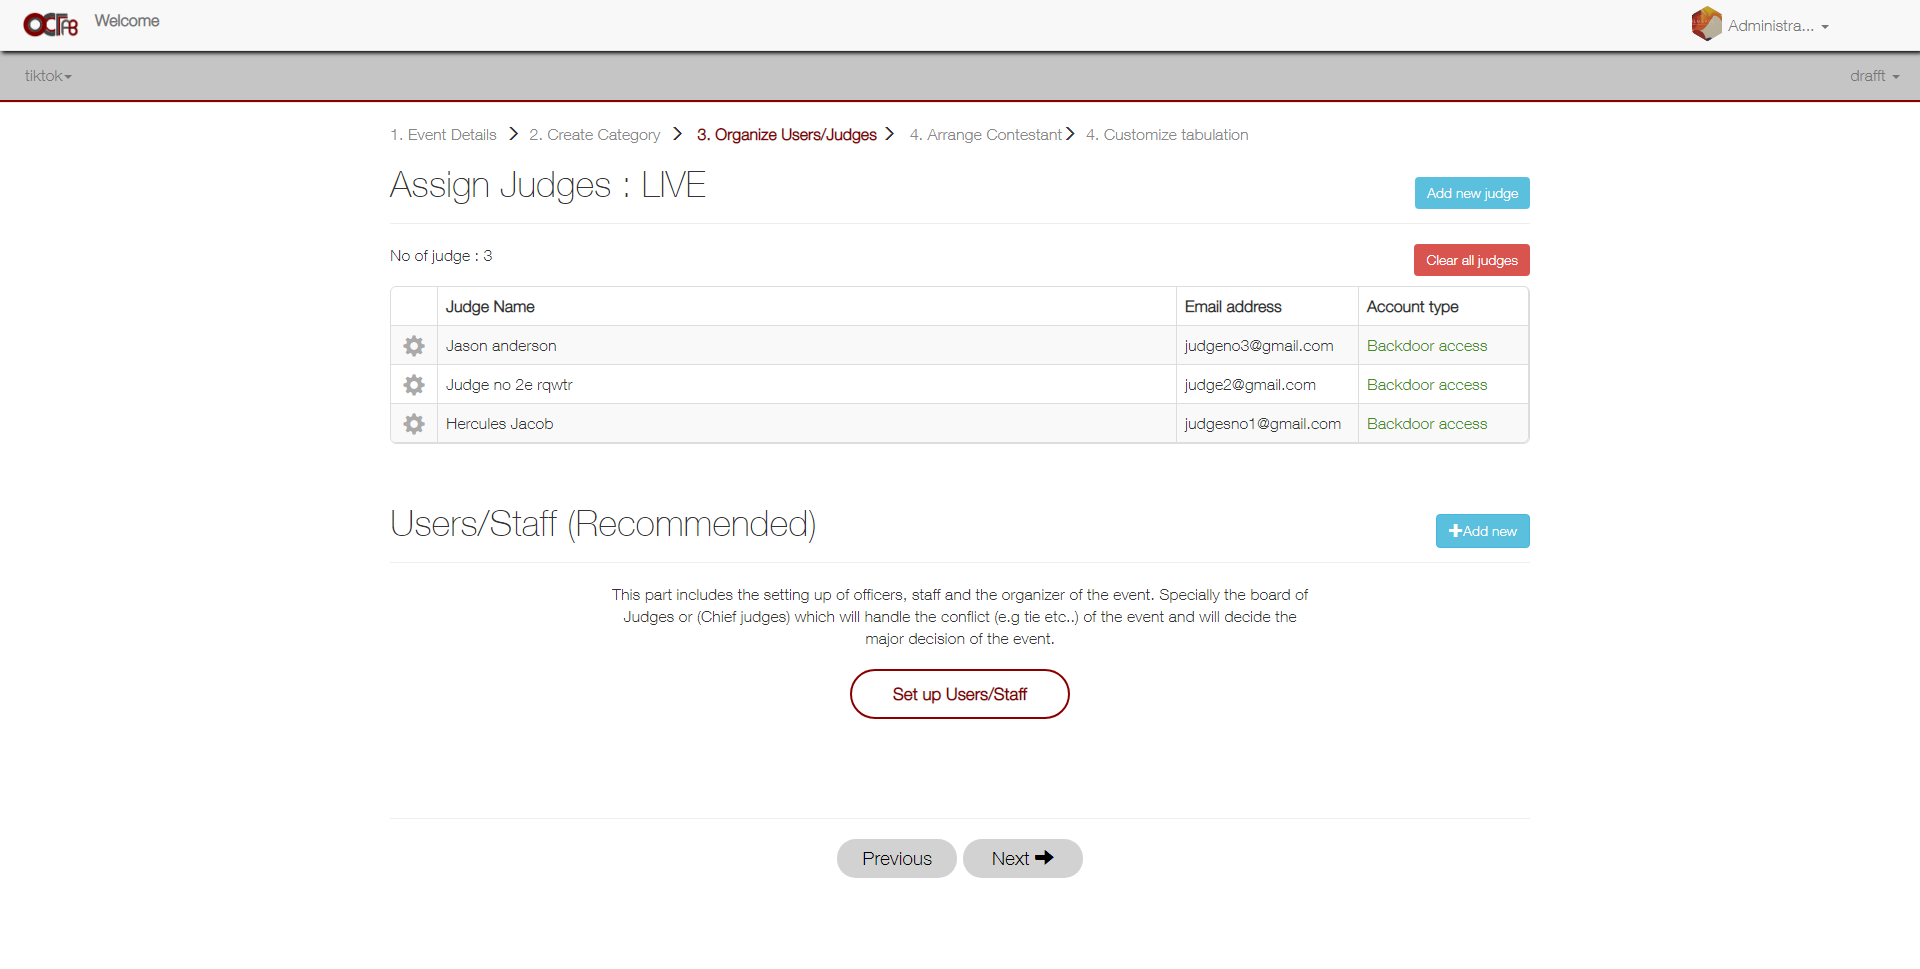 OCTAB Welcome Administra...
tiktok drafft
1. Event Details 2. Create Category 3. Organize Users/Judges 4. Arrange Contestant 4. Customize tabulation
Assign Judges : LIVE
Add new judge
No of judge : 3
Clear all judges
Judge Name Email address Account type
Jason anderson judgeno3@gmail.com Backdoor access
Judge no 2e rqwtr judge2@gmail.com Backdoor access
Hercules Jacob judgesno1@gmail.com Backdoor access
Users/Staff (Recommended)
Add new
This part includes the setting up of officers, staff and the organizer of the event. Specially the board of
Judges or (Chief judges) which will handle the conflict (e.g tie etc..) of the event and will decide the
major decision of the event.
Set up Users/Staff
Previous Next